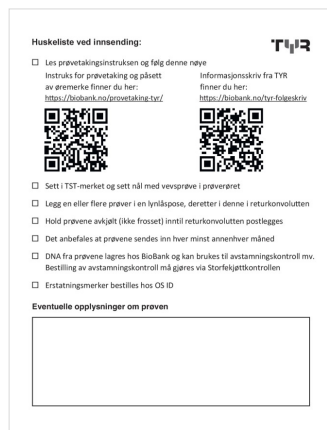 Huskeliste ved innsending:
TYR
Les prøvetakingsinstruksen og følg denne nøye
Instruks for prøvetaking og påsett
av øremerke finner du her:
https://biobank.no/provetaking-tyr/
Informasjonsskriv fra TYR
finner du her:
https://biobank.no/tyr-folgeskriv
Sett i TST-merket og sett nål med vevsprøve i prøverøret
Legg en eller flere prøver i en lynlåspose, deretter i denne i returkonvolutten
Hold prøvene avkjølt (ikke frosset) inntil returkonvolutten postlegges
Det anbefales at prøvene sendes inn hver minst annenhver måned
DNA fra prøvene lagres hos BioBank og kan brukes til avstamningskontroll mv.
Bestilling av avstamningskontroll må gjøres via Storfekjøttkontrollen
Erstatningsmerker bestilles hos OS ID
Eventuelle opplysninger om prøven